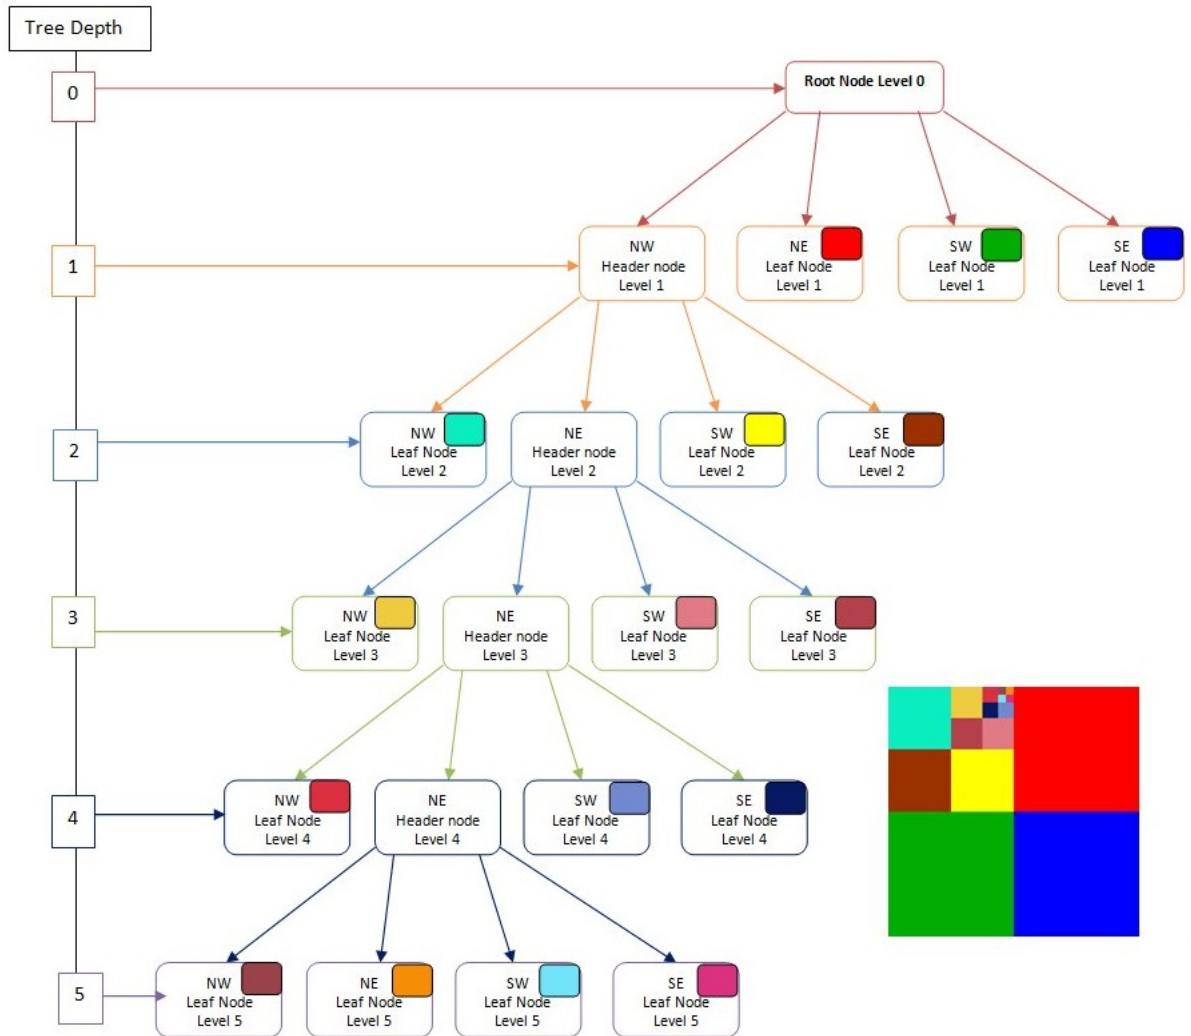 Tree Depth
0
Root Node Level 0
1
NW
Header node
Level 1
NE
Leaf Node
Level 1
SW
Leaf Node
Level 1
SE
Leaf Node
Level 1
2
NW
Leaf Node
Level 2
NE
Header node
Level 2
SW
Leaf Node
Level 2
SE
Leaf Node
Level 2
3
NW
Leaf Node
Level 3
NE
Header node
Level 3
SW
Leaf Node
Level 3
SE
Leaf Node
Level 3
4
NW
Leaf Node
Level 4
NE
Header node
Level 4
SW
Leaf Node
Level 4
SE
Leaf Node
Level 4
5
NW
Leaf Node
Level 5
NE
Leaf Node
Level 5
SW
Leaf Node
Level 5
SE
Leaf Node
Level 5